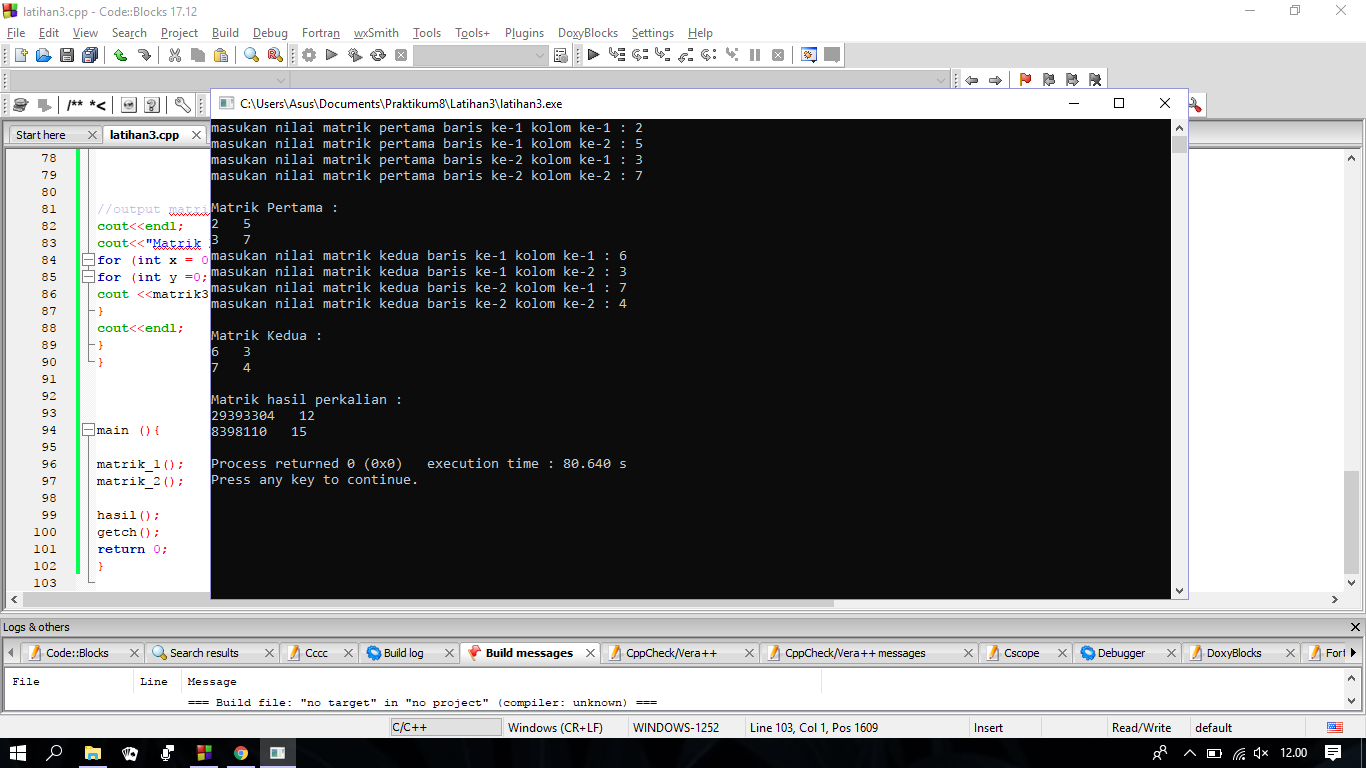 latihan3.cpp - Code::Blocks 17.12
File Edit View Search Project Build Debug Fortran wxSmith Tools Tools+ Plugins DoxyBlocks Settings Help
/** *<
C:\Users\Asus\Documents\Praktikum8\Latihan3\latihan3.exe
Start here latihan3.cpp
masukan nilai matrik pertama baris ke-1 kolom ke-1 : 2
masukan nilai matrik pertama baris ke-1 kolom ke-2 : 5
masukan nilai matrik pertama baris ke-2 kolom ke-1 : 3
masukan nilai matrik pertama baris ke-2 kolom ke-2 : 7
Matrik Pertama :
2 5
3 7
masukan nilai matrik kedua baris ke-1 kolom ke-1 : 6
masukan nilai matrik kedua baris ke-1 kolom ke-2 : 3
masukan nilai matrik kedua baris ke-2 kolom ke-1 : 7
masukan nilai matrik kedua baris ke-2 kolom ke-2 : 4
Matrik Kedua :
6 3
7 4
Matrik hasil perkalian :
29393304 12
8398110 15
Process returned 0 (0x0) execution time : 80.640 s
Press any key to continue.
78
79
80
81 //output matri
82 cout<<endl;
83 cout<<"Matrik
84 for (int x = 0
85 for (int y =0;
86 cout <<matrik3
87 }
88 cout<<endl;
89 }
90 }
91
92
93
94 main (){
95
96 matrik_1();
97 matrik_2();
98
99 hasil();
100 getch();
101 return 0;
102 }
103
Logs & others
Code::Blocks Search results Cccc Build log Build messages CppCheck/Vera++ CppCheck/Vera++ messages Cscope Debugger DoxyBlocks Fort
File Line Message
=== Build file: "no target" in "no project" (compiler: unknown) ===
C/C++ Windows (CR+LF) WINDOWS-1252 Line 103, Col 1, Pos 1609 Insert Read/Write default
12.00